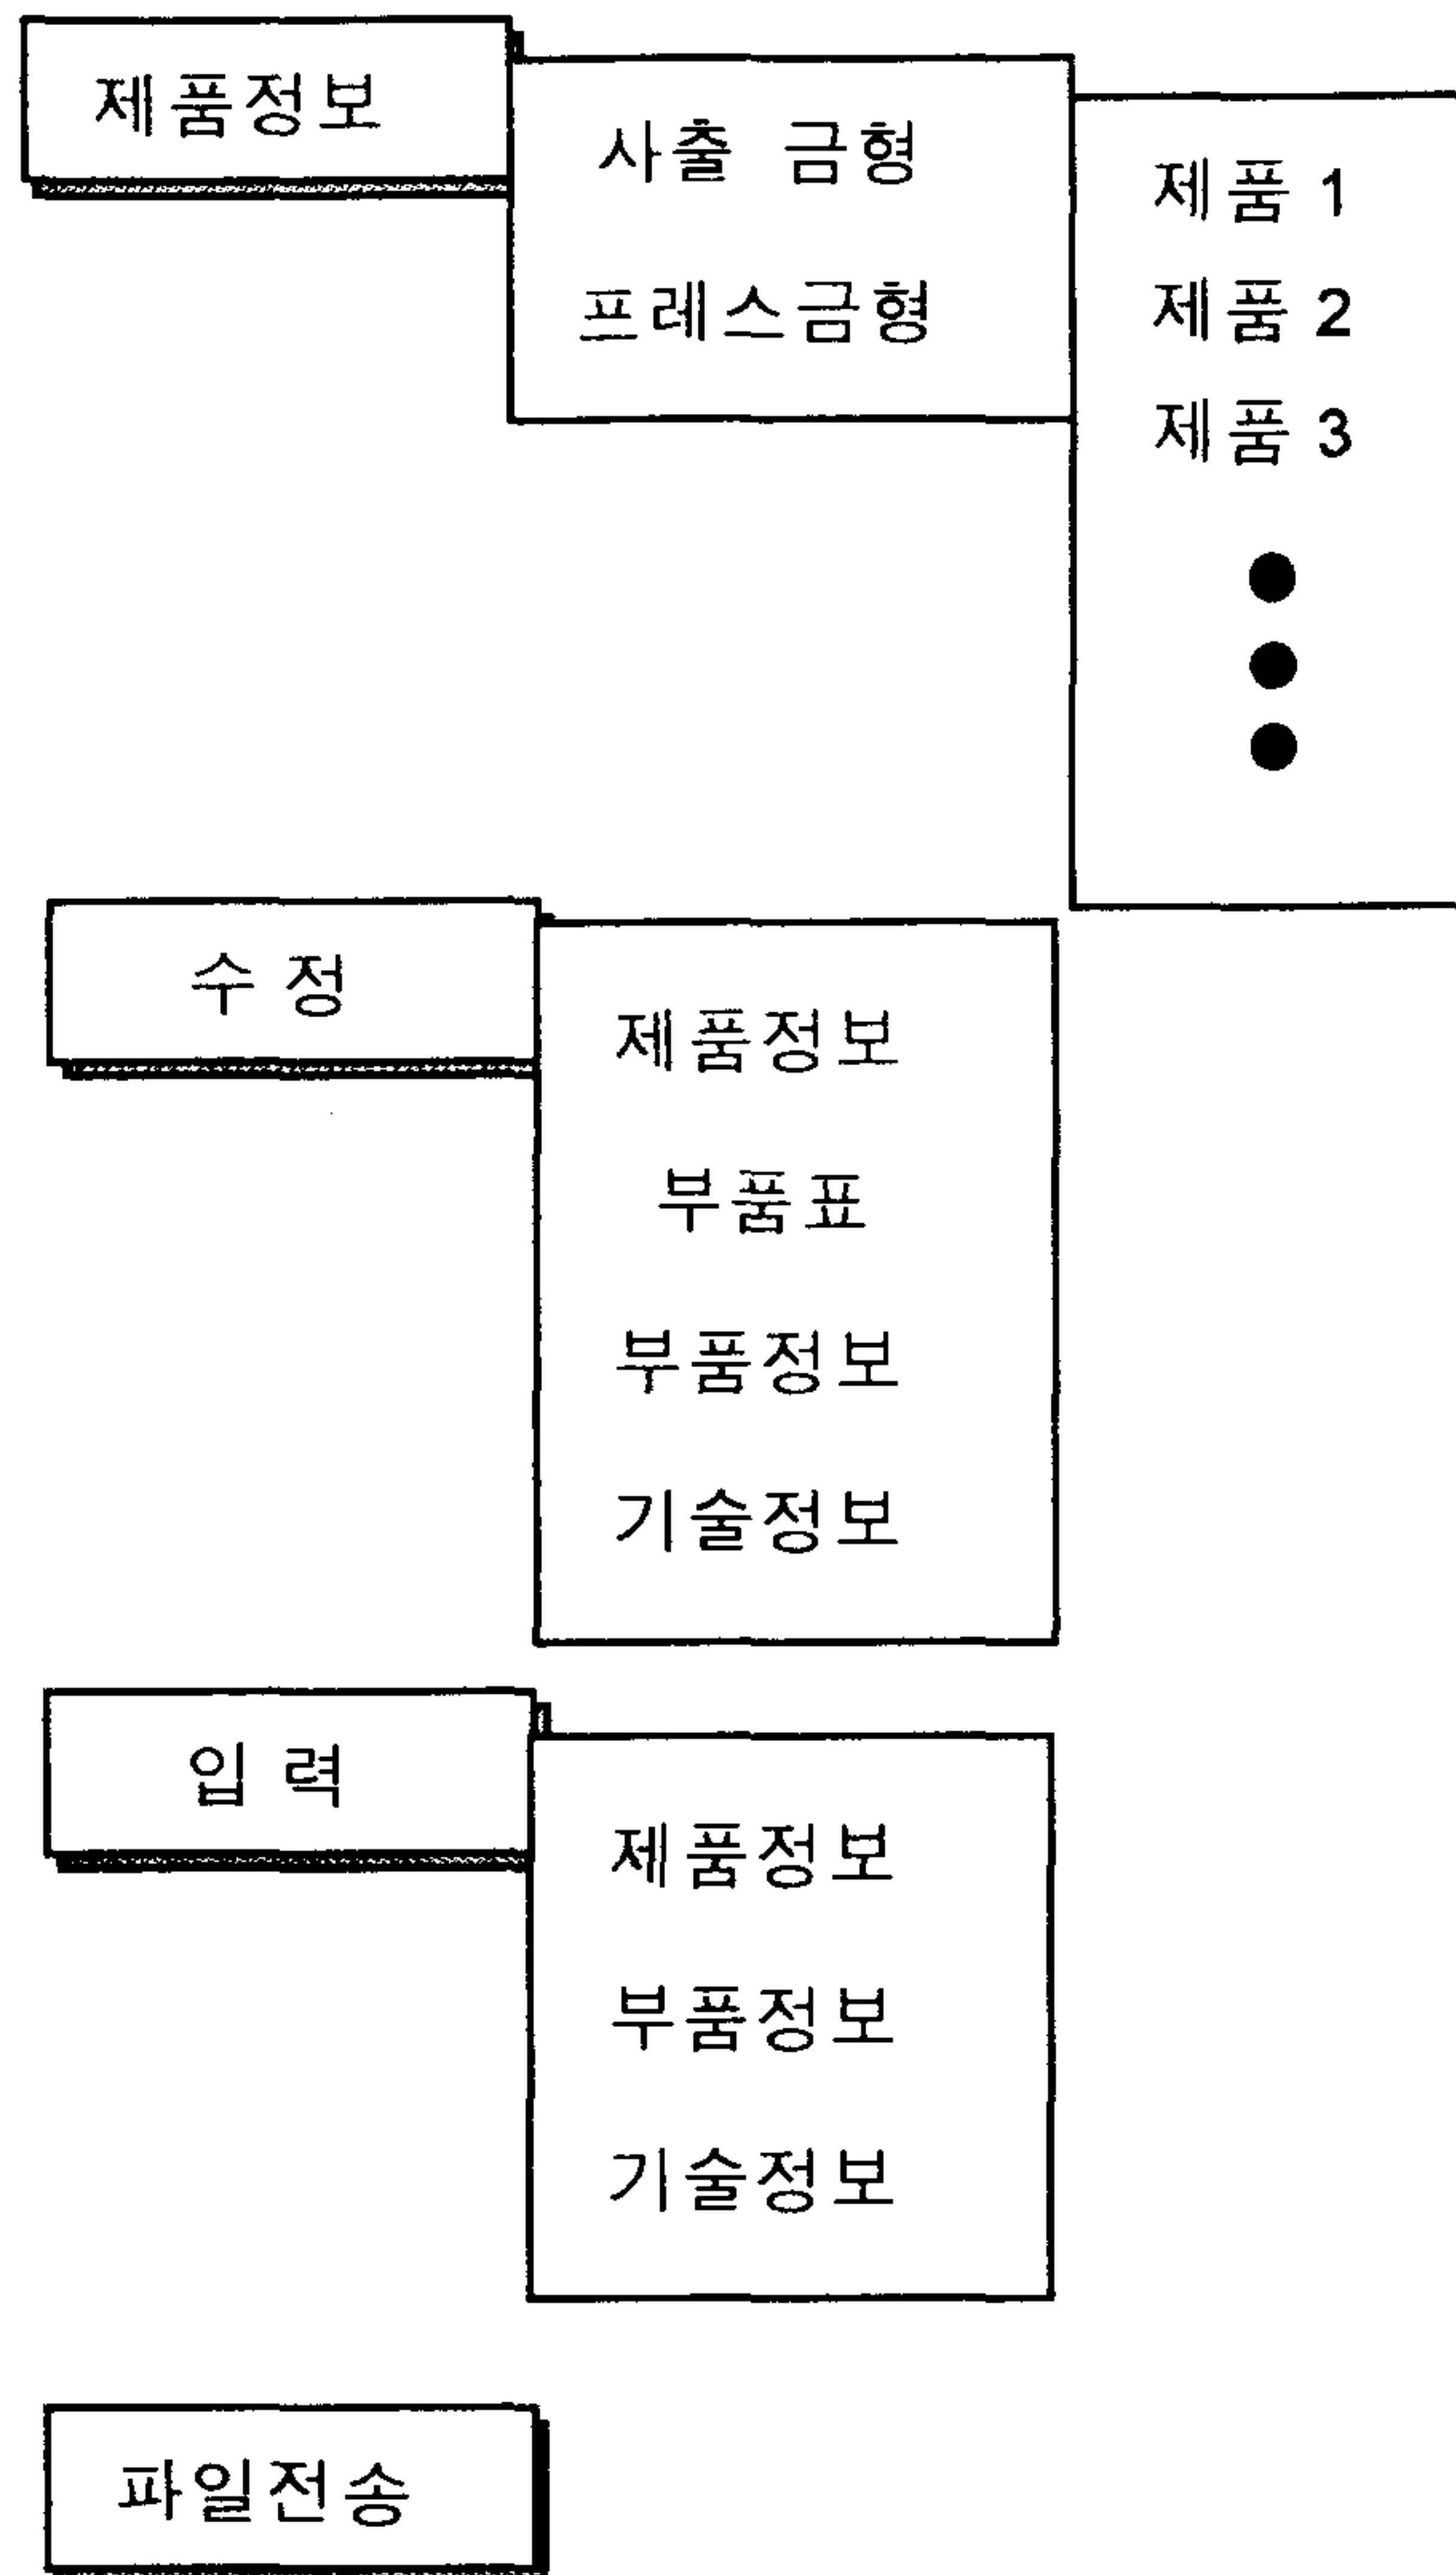 제품정보
사출 금형
프레스금형
제품 1
제품 2
제품 3
수 정
제품정보
부품표
부품정보
기술정보
입 력
제품정보
부품정보
기술정보
파일전송